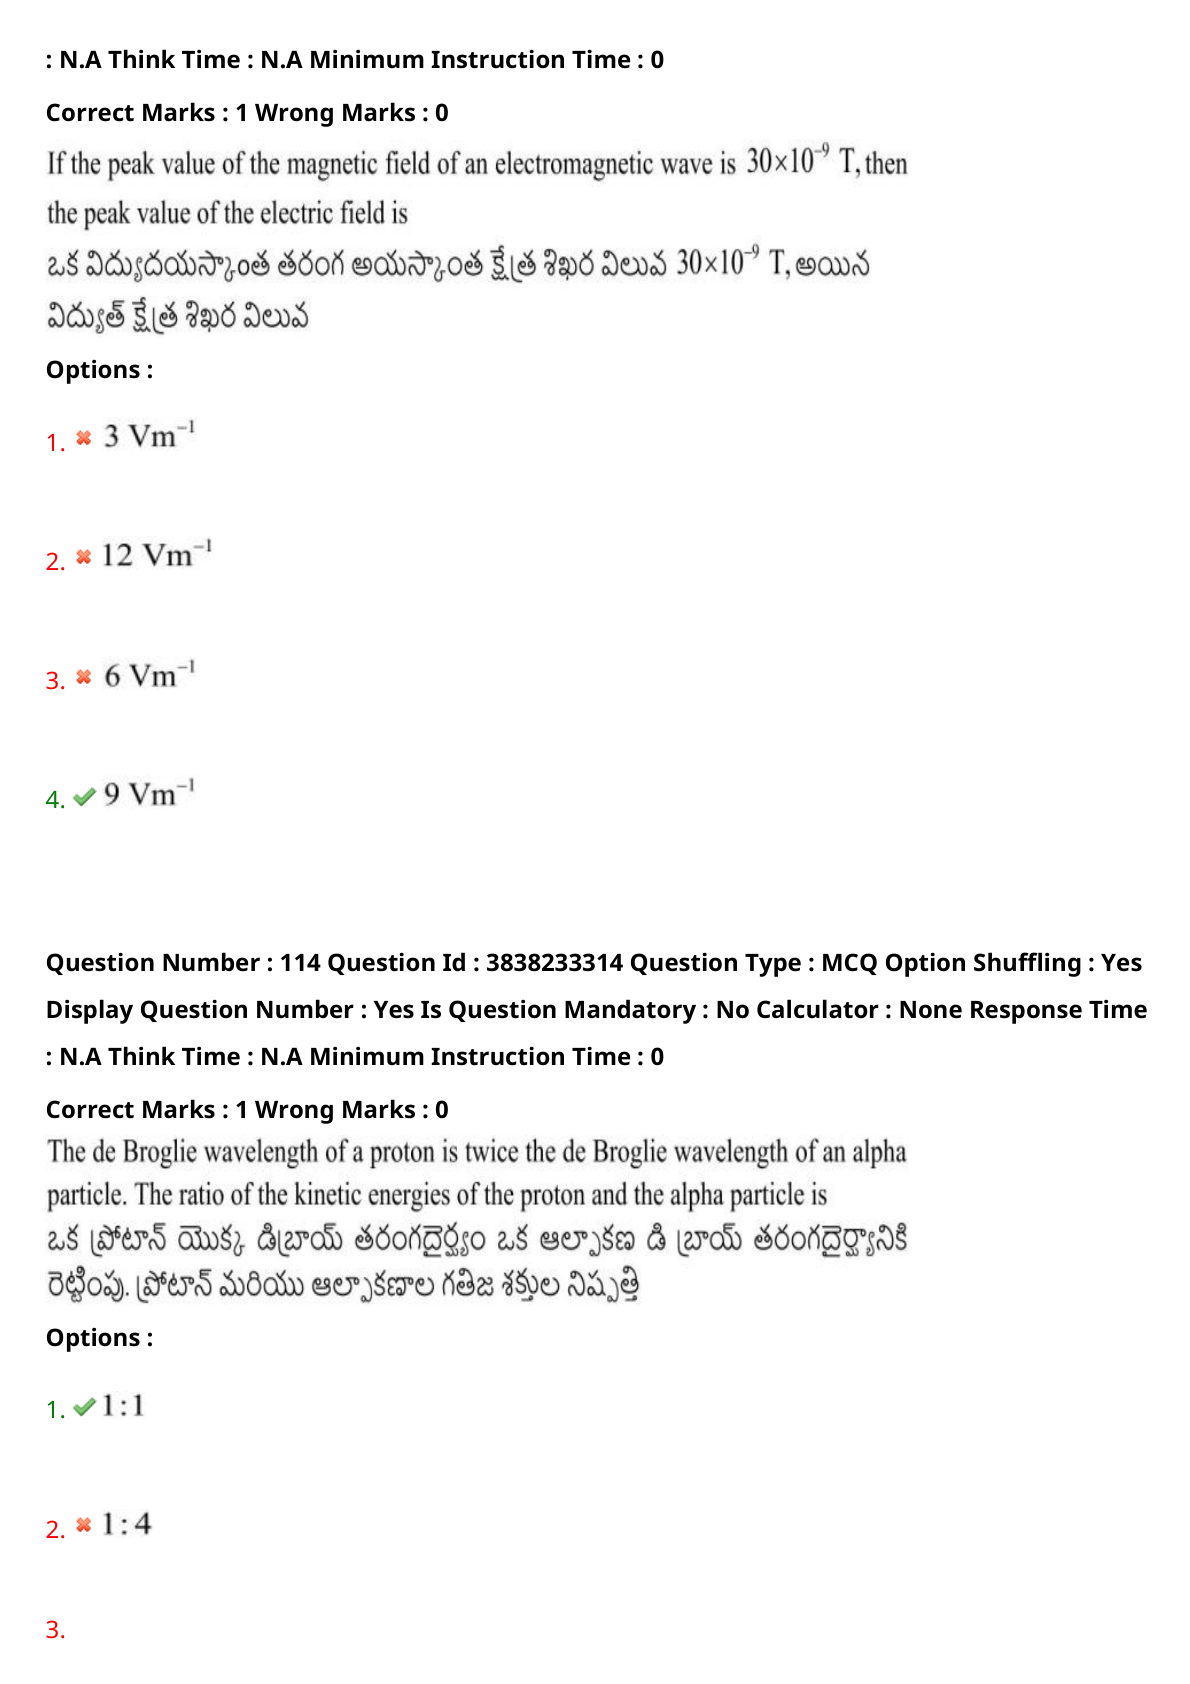 : N.A Think Time : N.A Minimum Instruction Time : 0
Correct Marks : 1 Wrong Marks : 0
If the peak value of the magnetic field of an electromagnetic wave is 30×10⁻⁹ T, then
the peak value of the electric field is
ఒక విద్యుదయస్కాంత తరంగ అయస్కాంత క్షేత్ర శిఖర విలువ 30×10⁻⁹ T, అయిన
విద్యుత్ క్షేత్ర శిఖర విలువ
Options :
1. ✖ 3 Vm⁻¹
2. ✖ 12 Vm⁻¹
3. ✖ 6 Vm⁻¹
4. ✔ 9 Vm⁻¹
Question Number : 114 Question Id : 3838233314 Question Type : MCQ Option Shuffling : Yes
Display Question Number : Yes Is Question Mandatory : No Calculator : None Response Time
: N.A Think Time : N.A Minimum Instruction Time : 0
Correct Marks : 1 Wrong Marks : 0
The de Broglie wavelength of a proton is twice the de Broglie wavelength of an alpha
particle. The ratio of the kinetic energies of the proton and the alpha particle is
ఒక ప్రోటాన్ యొక్క డిబ్రాయ్ తరంగదైర్ఘ్యం ఒక ఆల్ఫాకణ డి బ్రాయ్ తరంగదైర్ఘ్యానికి
రెట్టింపు. ప్రోటాన్ మరియు ఆల్ఫాకణాల గతిజ శక్తుల నిష్పత్తి
Options :
1. ✔ 1 : 1
2. ✖ 1 : 4
3.